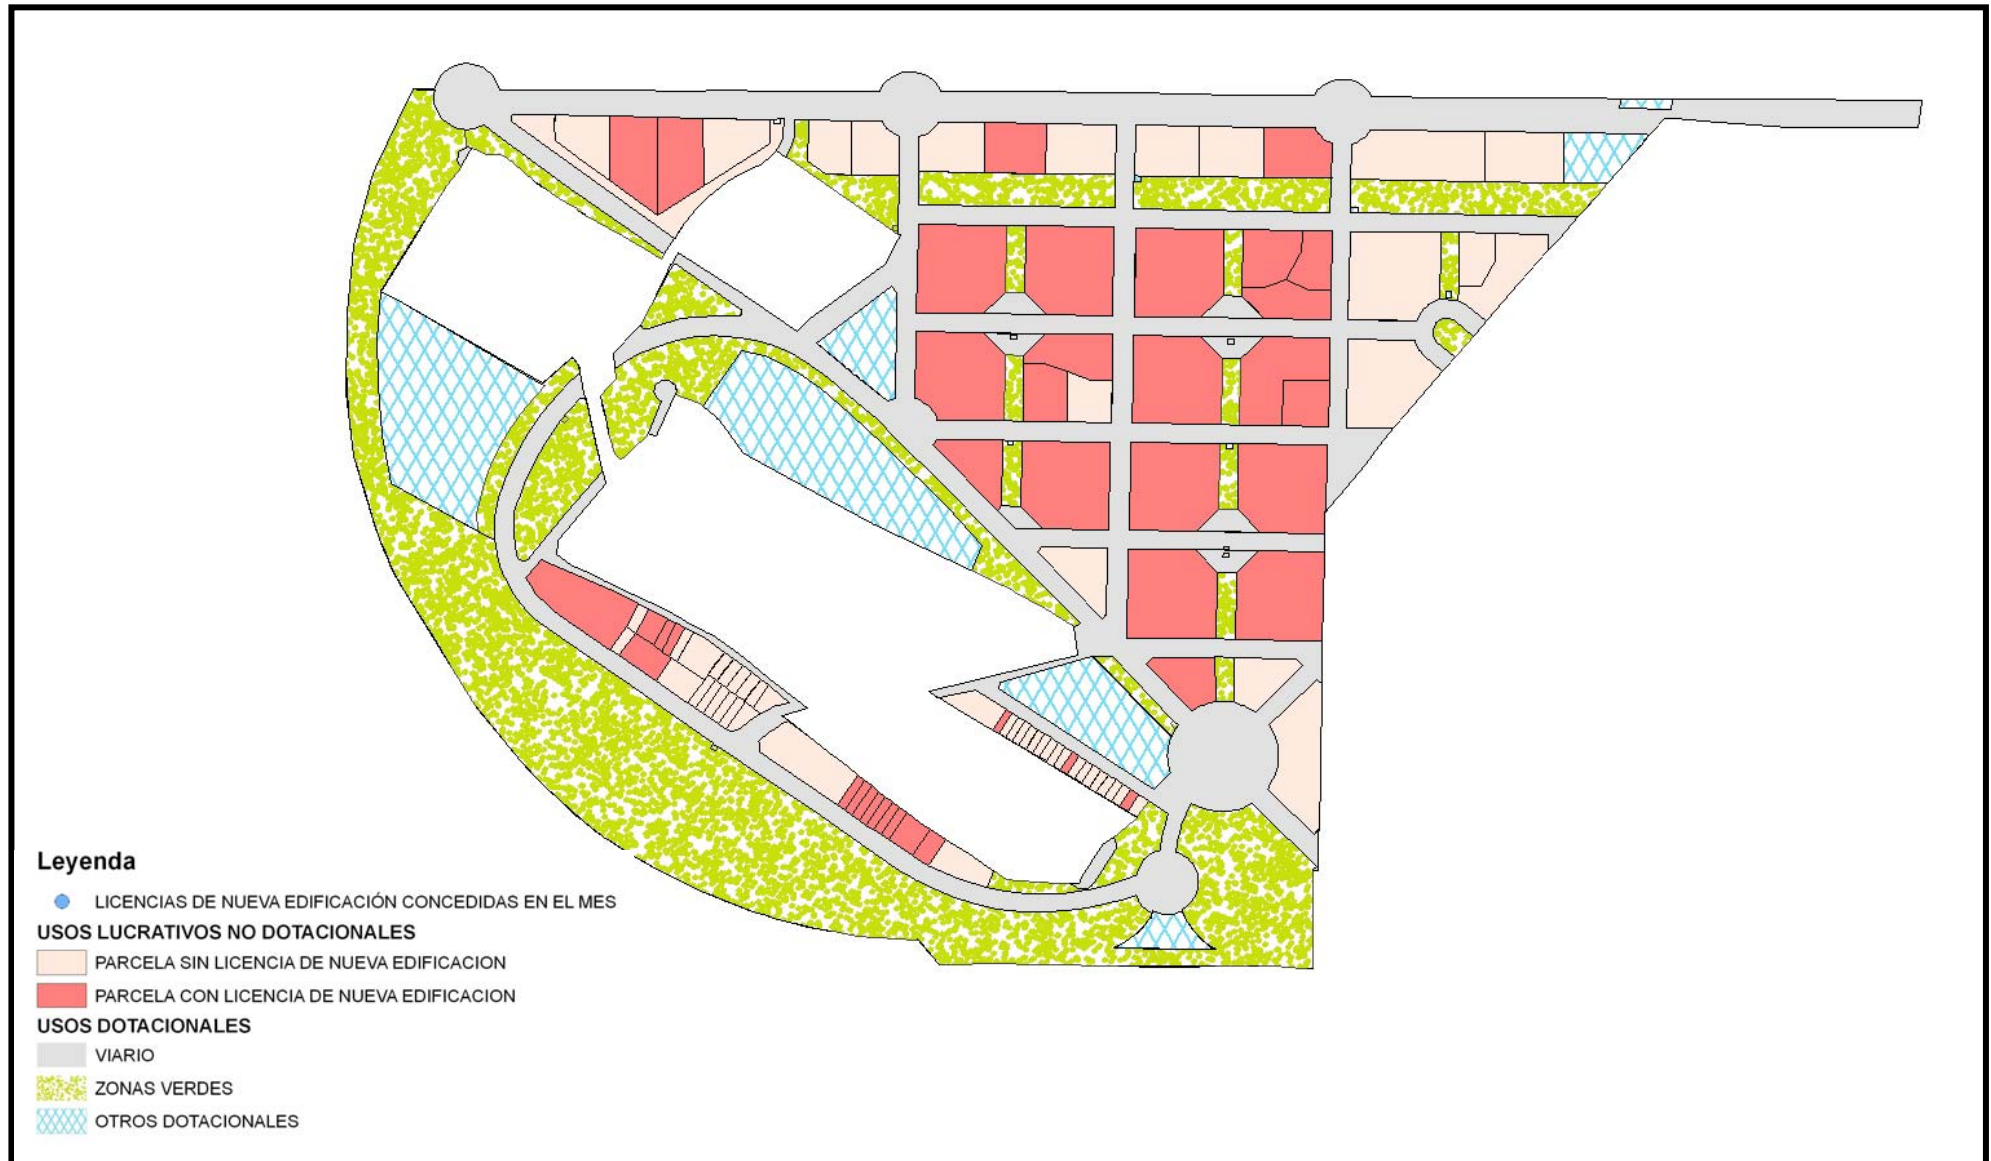 Leyenda
LICENCIAS DE NUEVA EDIFICACIÓN CONCEDIDAS EN EL MES
USOS LUCRATIVOS NO DOTACIONALES
PARCELA SIN LICENCIA DE NUEVA EDIFICACION
PARCELA CON LICENCIA DE NUEVA EDIFICACION
USOS DOTACIONALES
VIARIO
ZONAS VERDES
OTROS DOTACIONALES